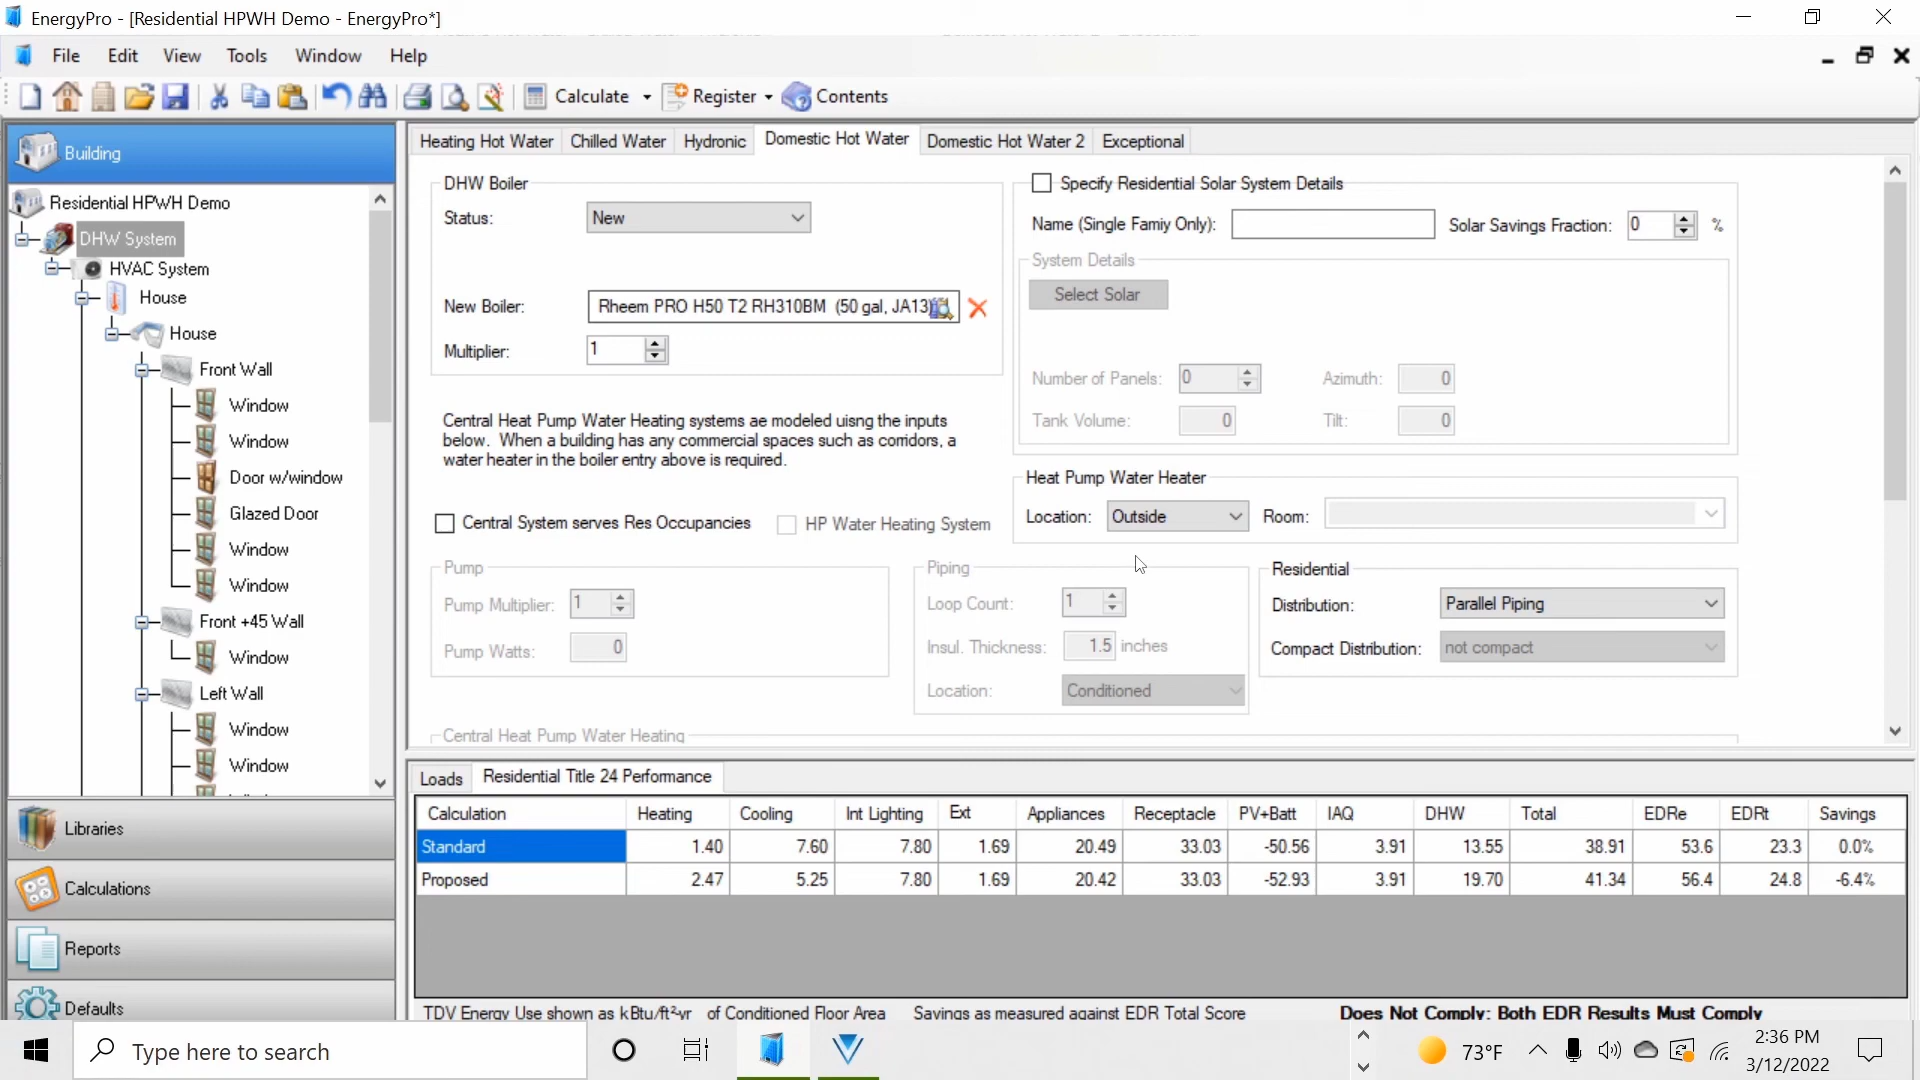 EnergyPro - [Residential HPWH Demo - EnergyPro*]
File Edit View Tools Window Help
Calculate Register Contents
Building
Residential HPWH Demo
DHW System
HVAC System
House
House
Front Wall
Window
Window
Door w/window
Glazed Door
Window
Window
Front +45 Wall
Window
Left Wall
Window
Window
Libraries
Calculations
Reports
Defaults
Heating Hot Water Chilled Water Hydronic Domestic Hot Water Domestic Hot Water 2 Exceptional
DHW Boiler
Status: New
New Boiler: Rheem PRO H50 T2 RH310BM (50 gal, JA13)
Multiplier: 1
Central Heat Pump Water Heating systems ae modeled uisng the inputs
below. When a building has any commercial spaces such as corridors, a
water heater in the boiler entry above is required.
Central System serves Res Occupancies HP Water Heating System
Pump
Pump Multiplier: 1
Pump Watts: 0
Piping
Loop Count: 1
Insul. Thickness: 1.5 inches
Location: Conditioned
Central Heat Pump Water Heating
Specify Residential Solar System Details
Name (Single Famiy Only): Solar Savings Fraction: 0 %
System Details
Select Solar
Number of Panels: 0 Azimuth: 0
Tank Volume: 0 Tilt: 0
Heat Pump Water Heater
Location: Outside Room:
Residential
Distribution: Parallel Piping
Compact Distribution: not compact
Loads Residential Title 24 Performance
Calculation Heating Cooling Int Lighting Ext Appliances Receptacle PV+Batt IAQ DHW Total EDRe EDRt Savings
Standard 1.40 7.60 7.80 1.69 20.49 33.03 -50.56 3.91 13.55 38.91 53.6 23.3 0.0%
Proposed 2.47 5.25 7.80 1.69 20.42 33.03 -52.93 3.91 19.70 41.34 56.4 24.8 -6.4%
TDV Energy Use shown as kBtu/ft²-yr of Conditioned Floor Area Savings as measured against EDR Total Score Does Not Comply: Both EDR Results Must Comply
Type here to search
73°F
2:36 PM
3/12/2022